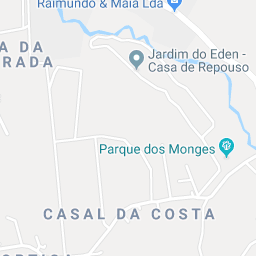 Raimundo & Maia Lda
A DA
RADA
Jardim do Eden -
Casa de Repouso
Parque dos Monges
CASAL DA COSTA